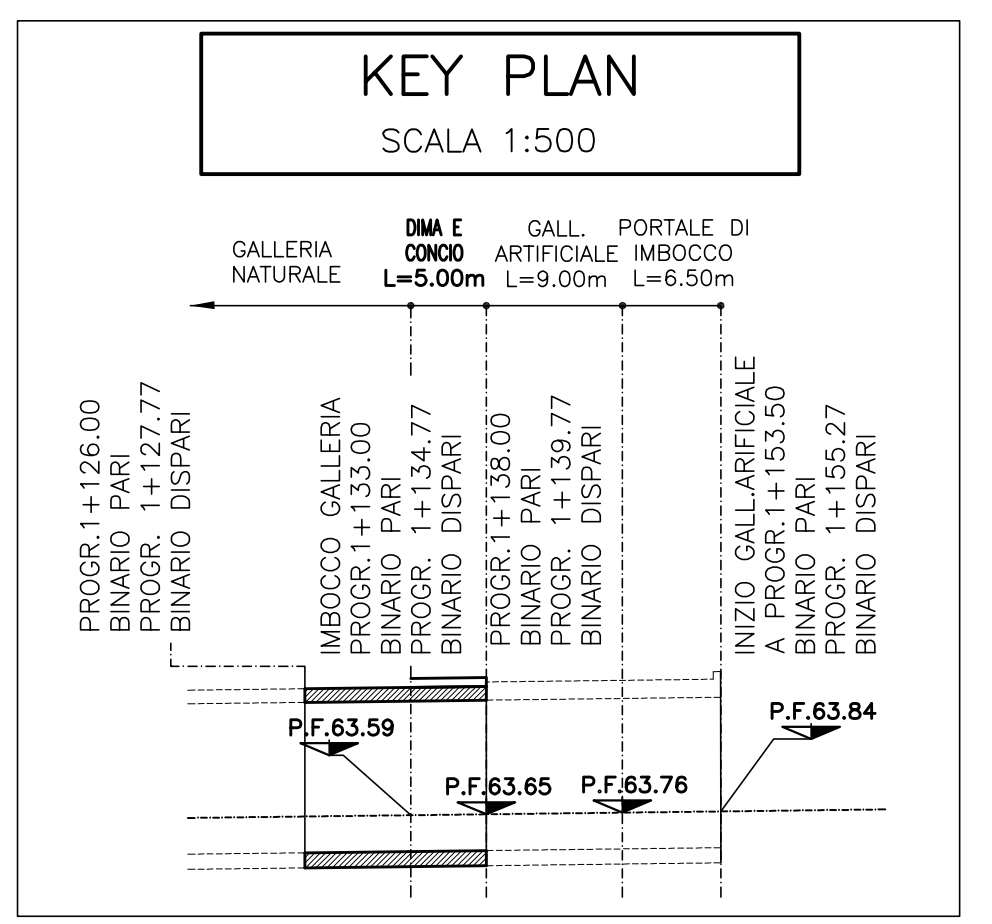 KEY PLAN
SCALA 1:500
GALLERIA
NATURALE
DIMA E
CONCIO
L=5.00m
GALL.
ARTIFICIALE
L=9.00m
PORTALE DI
IMBOCCO
L=6.50m
PROGR.1+126.00
BINARIO PARI
PROGR. 1+127.77
BINARIO DISPARI
IMBOCCO GALLERIA
PROGR.1+133.00
BINARIO PARI
PROGR. 1+134.77
BINARIO DISPARI
PROGR.1+138.00
BINARIO PARI
PROGR. 1+139.77
BINARIO DISPARI
INIZIO GALL.ARIFICIALE
A PROGR.1+153.50
BINARIO PARI
PROGR. 1+155.27
BINARIO DISPARI
P.F.63.59
P.F.63.65
P.F.63.76
P.F.63.84